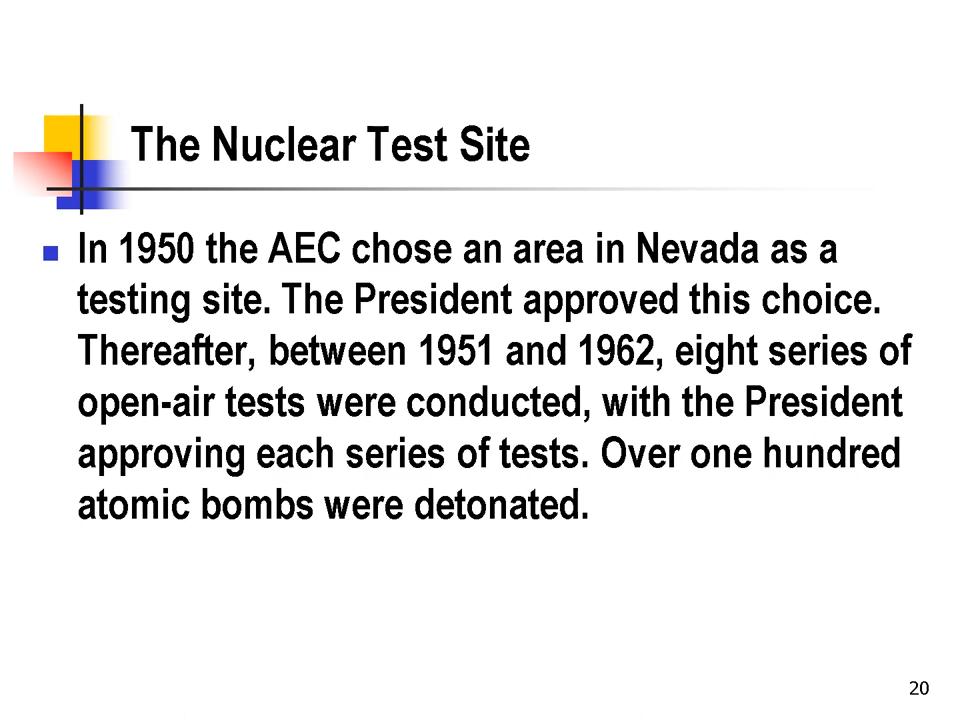 The Nuclear Test Site
In 1950 the AEC chose an area in Nevada as a
testing site. The President approved this choice.
Thereafter, between 1951 and 1962, eight series of
open-air tests were conducted, with the President
approving each series of tests. Over one hundred
atomic bombs were detonated.
20